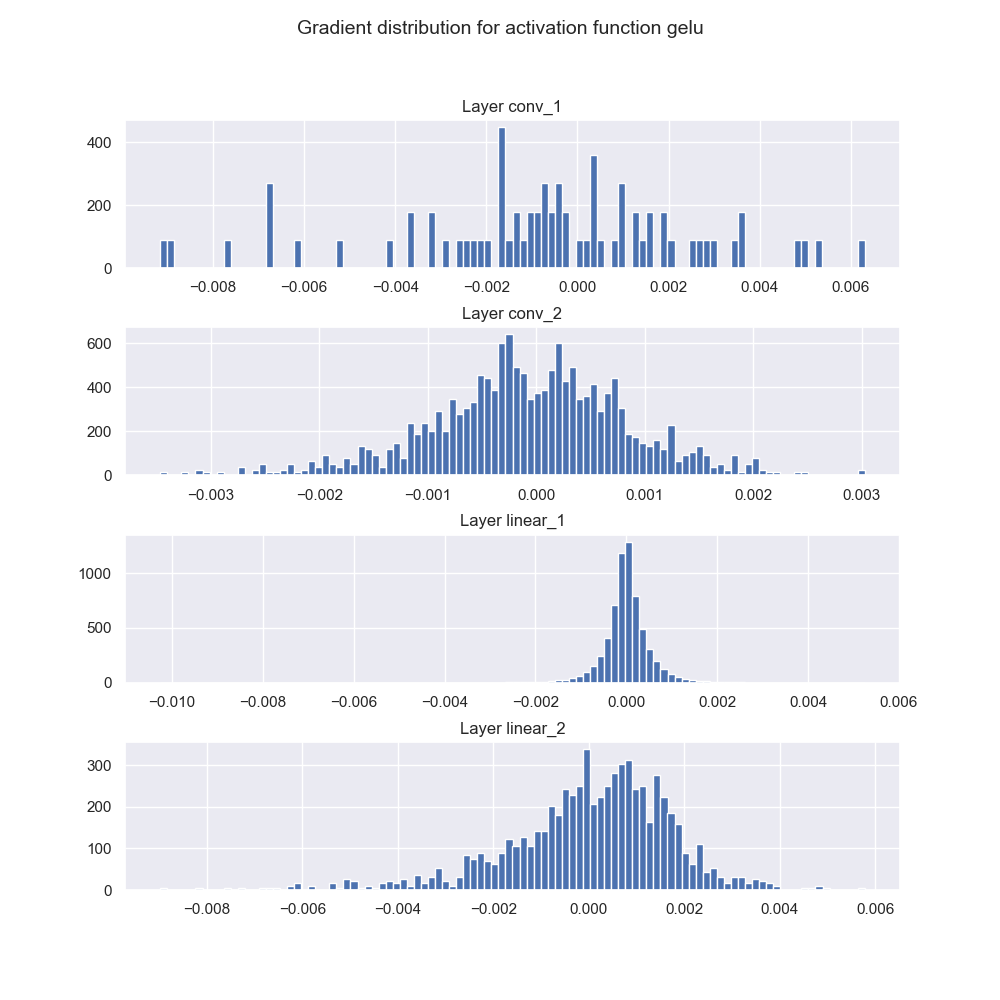 Gradient distribution for activation function gelu
Layer conv_1
400
200
0
−0.008 −0.006 −0.004 −0.002 0.000 0.002 0.004 0.006
Layer conv_2
600
400
200
0
−0.003 −0.002 −0.001 0.000 0.001 0.002 0.003
Layer linear_1
1000
500
0
−0.010 −0.008 −0.006 −0.004 −0.002 0.000 0.002 0.004 0.006
Layer linear_2
300
200
100
0
−0.008 −0.006 −0.004 −0.002 0.000 0.002 0.004 0.006